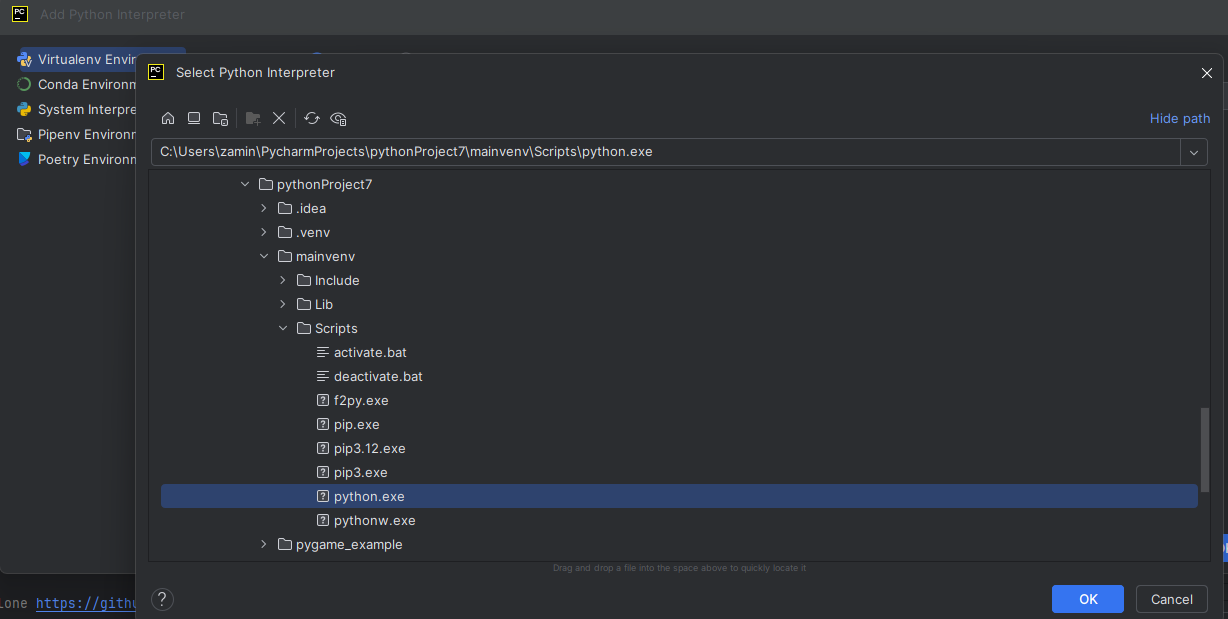 PC
Add Python Interpreter
Virtualenv Envir
Conda Environm
System Interpre
Pipenv Environm
Poetry Environm
PC
Select Python Interpreter
Hide path
C:\Users\zamin\PycharmProjects\pythonProject7\mainvenv\Scripts\python.exe
pythonProject7
.idea
.venv
mainvenv
Include
Lib
Scripts
activate.bat
deactivate.bat
f2py.exe
pip.exe
pip3.12.exe
pip3.exe
python.exe
pythonw.exe
pygame_example
Drag and drop a file into the space above to quickly locate it
lone https://githu
?
OK
Cancel